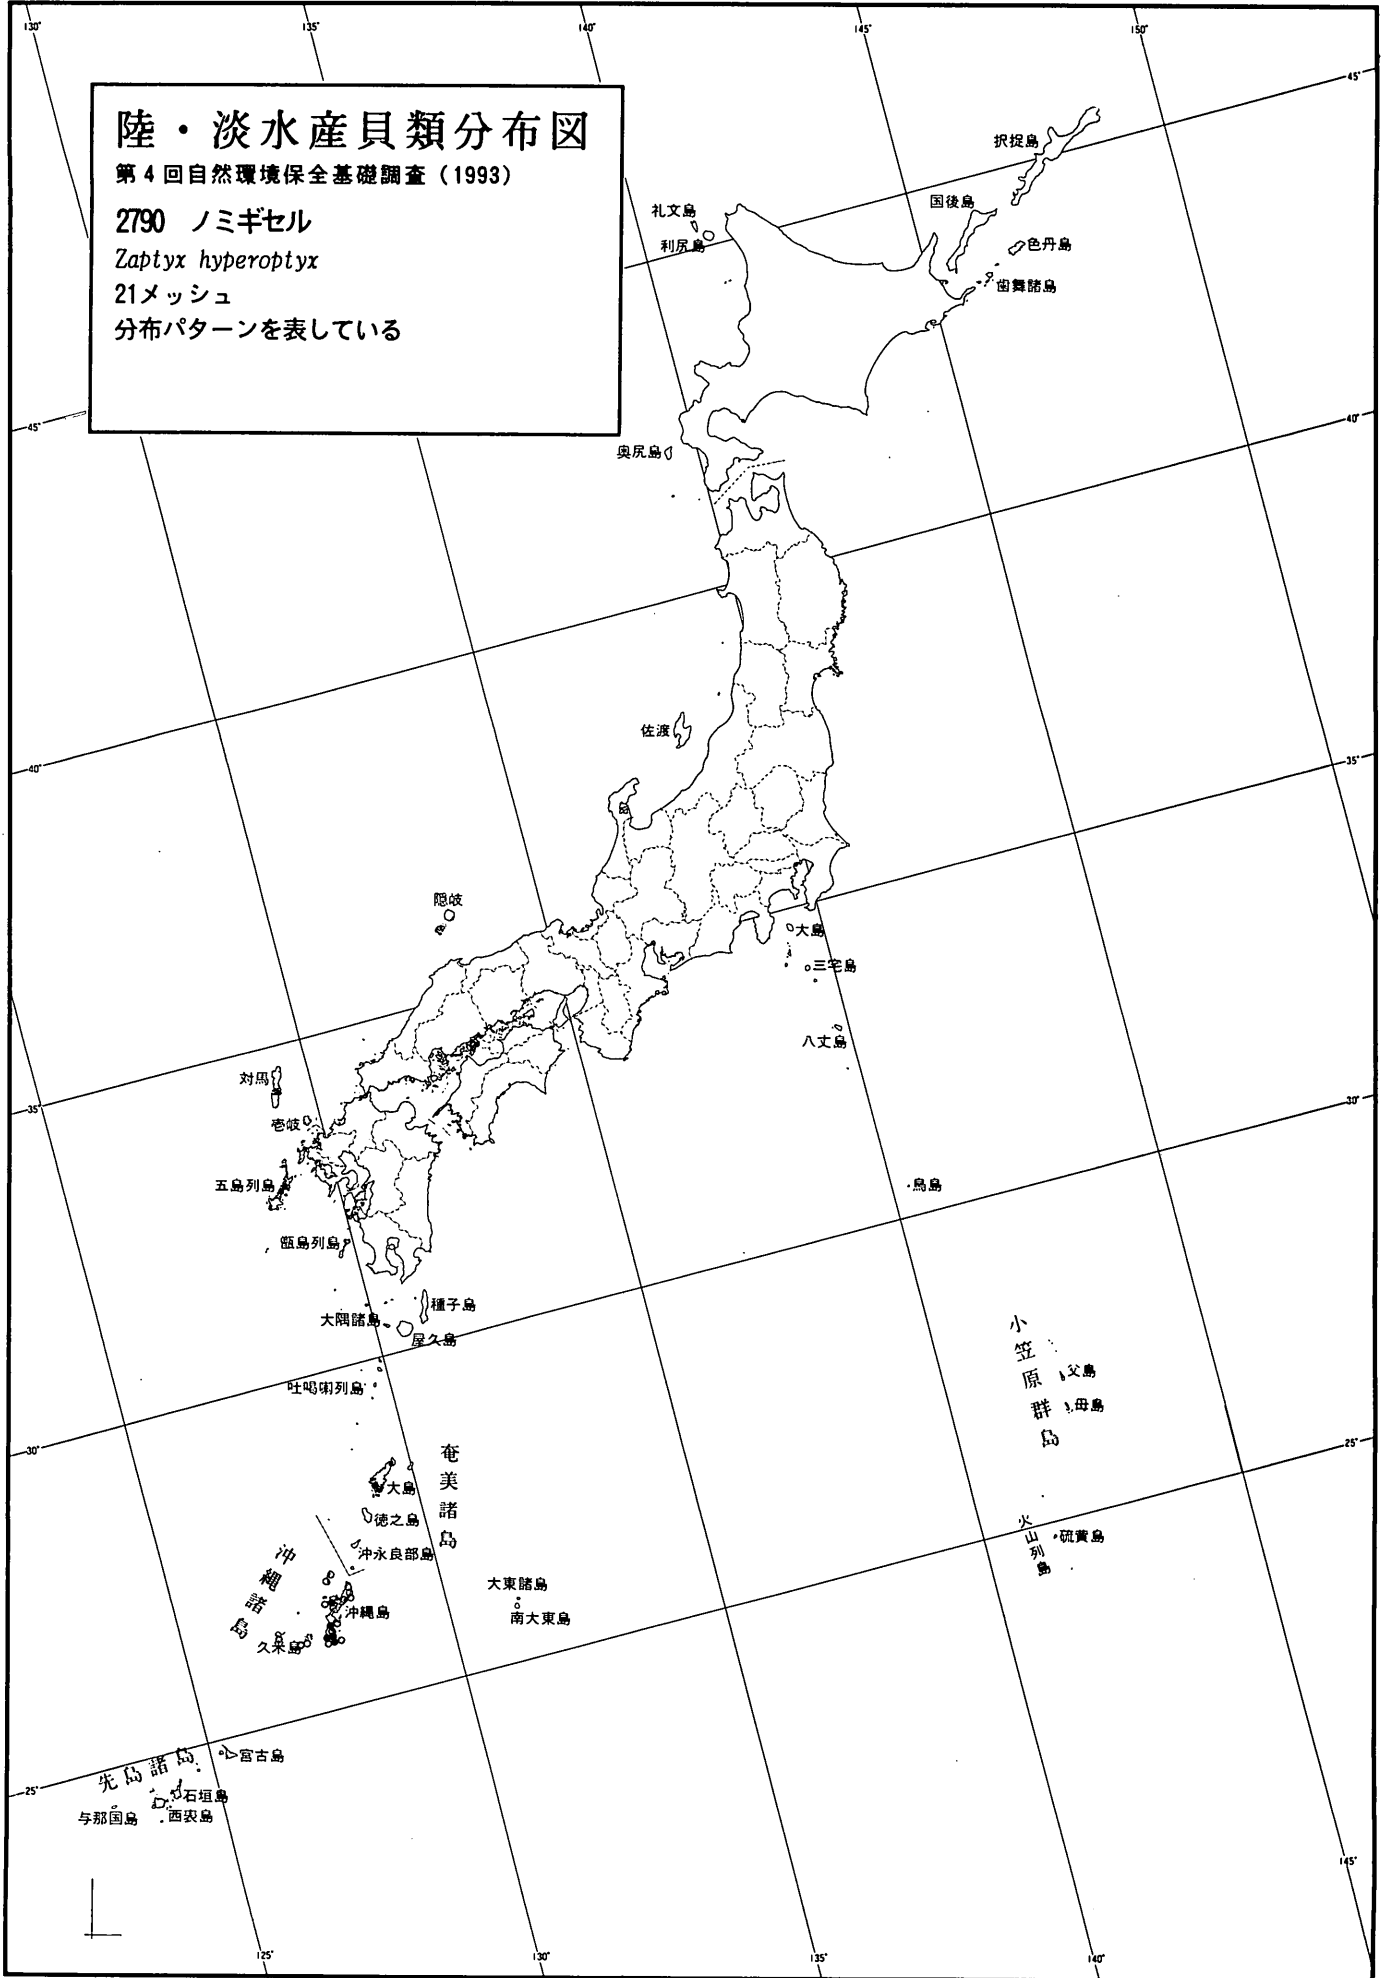 130°
135°
140°
145°
150°
陸・淡水産貝類分布図
第4回自然環境保全基礎調査（1993）
2790 ノミギセル
Zaptyx hyperoptyx
21メッシュ
分布パターンを表している
45°
択捉島
国後島
礼文島
利尻島
色丹島
歯舞諸島
45°
40°
奥尻島
佐渡
40°
35°
隠岐
大島
三宅島
八丈島
対馬
35°
壱岐
30°
五島列島
鳥島
甑島列島
種子島
大隅諸島
屋久島
小笠原群島
父島
吐噶喇列島
母島
30°
奄美諸島
25°
大島
徳之島
火山列島
硫黄島
沖永良部島
沖縄諸島
大東諸島
沖縄島
南大東島
久米島
先島諸島
宮古島
25°
石垣島
与那国島
西表島
145°
125°
130°
135°
140°